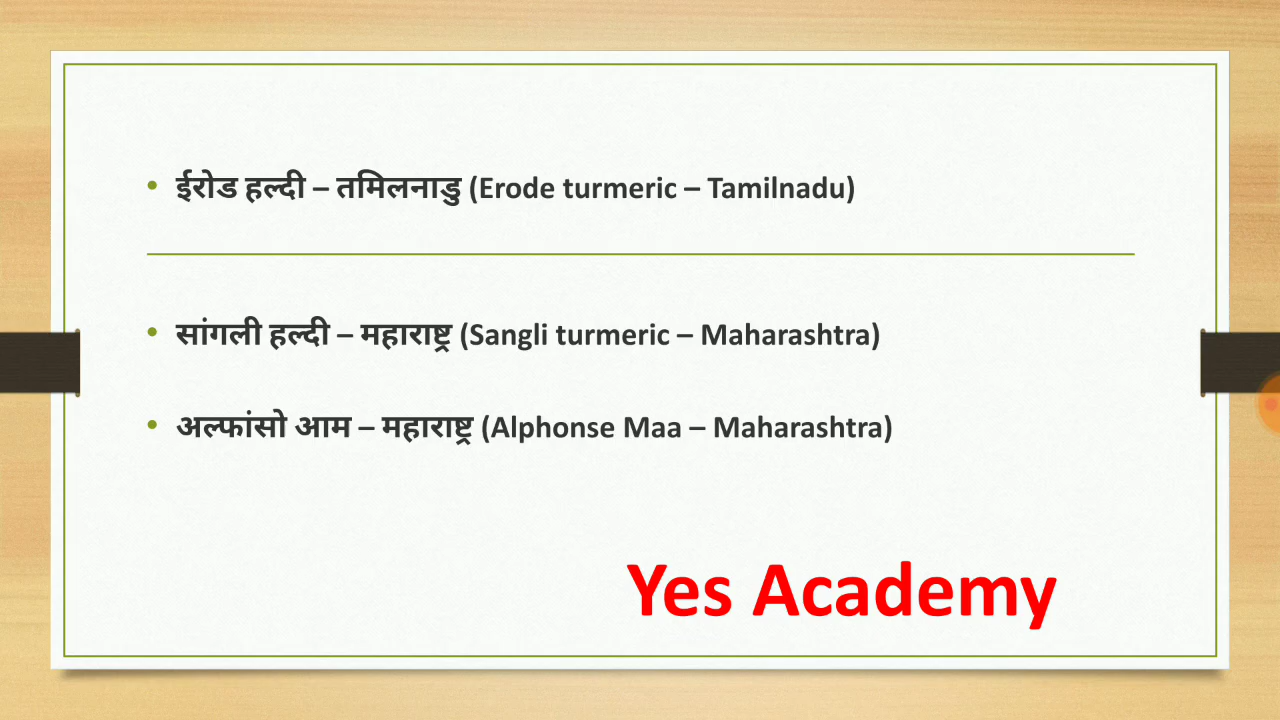 • ईरोड हल्दी – तमिलनाडु (Erode turmeric – Tamilnadu)
• सांगली हल्दी – महाराष्ट्र (Sangli turmeric – Maharashtra)
• अल्फांसो आम – महाराष्ट्र (Alphonse Maa – Maharashtra)
Yes Academy